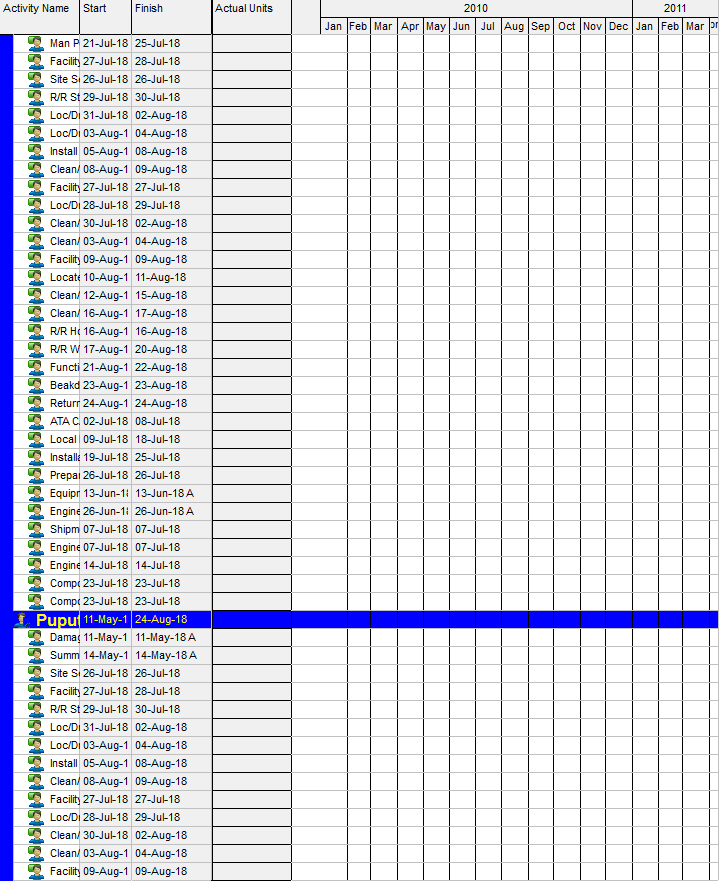 Activity Name Start Finish Actual Units 2010 2011
Jan Feb Mar Apr May Jun Jul Aug Sep Oct Nov Dec Jan Feb Mar
Man P 21-Jul-18 25-Jul-18
Facility 27-Jul-18 28-Jul-18
Site S 26-Jul-18 26-Jul-18
R/R St 29-Jul-18 30-Jul-18
Loc/Dr 31-Jul-18 02-Aug-18
Loc/Dr 03-Aug-1 04-Aug-18
Install 05-Aug-1 08-Aug-18
Clean/ 08-Aug-1 09-Aug-18
Facility 27-Jul-18 27-Jul-18
Loc/Dr 28-Jul-18 29-Jul-18
Clean/ 30-Jul-18 02-Aug-18
Clean/ 03-Aug-1 04-Aug-18
Facility 09-Aug-1 09-Aug-18
Locate 10-Aug-1 11-Aug-18
Clean/ 12-Aug-1 15-Aug-18
Clean/ 16-Aug-1 17-Aug-18
R/R Ho 16-Aug-1 16-Aug-18
R/R W 17-Aug-1 20-Aug-18
Functi 21-Aug-1 22-Aug-18
Beakd 23-Aug-1 23-Aug-18
Return 24-Aug-1 24-Aug-18
ATA C 02-Jul-18 08-Jul-18
Local 09-Jul-18 18-Jul-18
Installa 19-Jul-18 25-Jul-18
Prepar 26-Jul-18 26-Jul-18
Equipm 13-Jun-18 13-Jun-18 A
Engine 26-Jun-18 26-Jun-18 A
Shipm 07-Jul-18 07-Jul-18
Engine 07-Jul-18 07-Jul-18
Engine 14-Jul-18 14-Jul-18
Compo 23-Jul-18 23-Jul-18
Compo 23-Jul-18 23-Jul-18
Puput 11-May-1 24-Aug-18
Damag 11-May-1 11-May-18 A
Summ 14-May-1 14-May-18 A
Site S 26-Jul-18 26-Jul-18
Facility 27-Jul-18 28-Jul-18
R/R St 29-Jul-18 30-Jul-18
Loc/Dr 31-Jul-18 02-Aug-18
Loc/Dr 03-Aug-1 04-Aug-18
Install 05-Aug-1 08-Aug-18
Clean/ 08-Aug-1 09-Aug-18
Facility 27-Jul-18 27-Jul-18
Loc/Dr 28-Jul-18 29-Jul-18
Clean/ 30-Jul-18 02-Aug-18
Clean/ 03-Aug-1 04-Aug-18
Facility 09-Aug-1 09-Aug-18